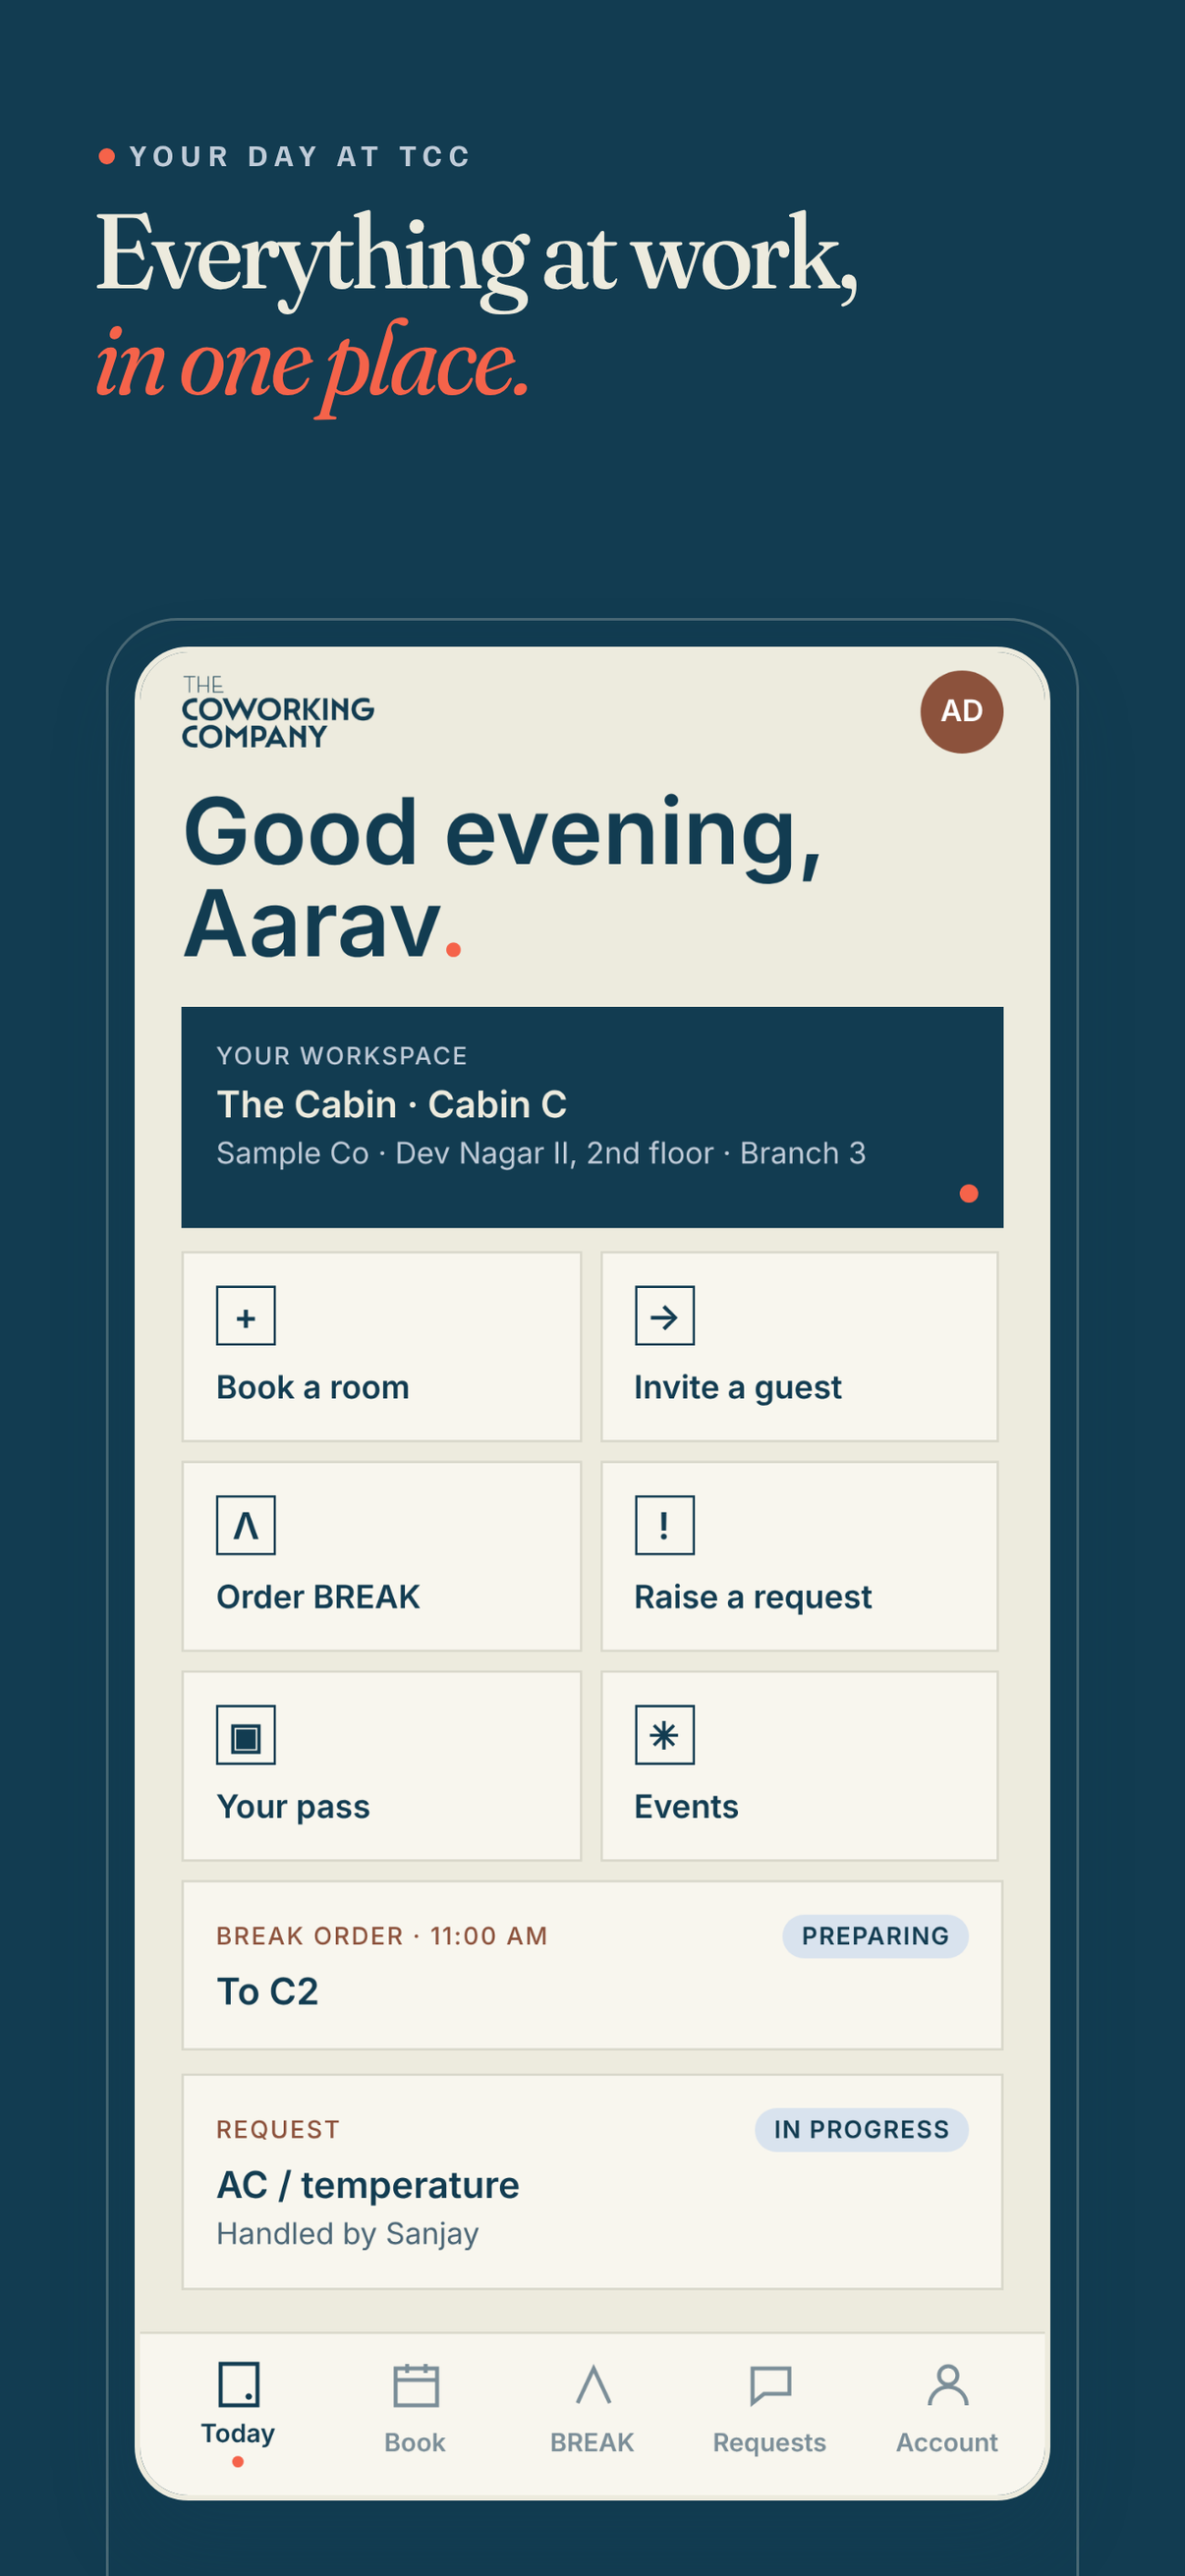 YOUR DAY AT TCC
Everything at work,
in one place.
THE
COWORKING
COMPANY
AD
Good evening,
Aarav.
YOUR WORKSPACE
The Cabin · Cabin C
Sample Co · Dev Nagar II, 2nd floor · Branch 3
+
→
Book a room
Invite a guest
Λ
!
Order BREAK
Raise a request
▣
✳
Your pass
Events
BREAK ORDER · 11:00 AM
PREPARING
To C2
REQUEST
IN PROGRESS
AC / temperature
Handled by Sanjay
Today
Book
BREAK
Requests
Account